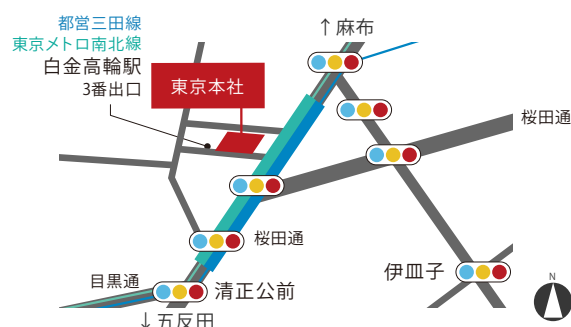 都営三田線
東京メトロ南北線
白金高輪駅
3番出口
東京本社
↑麻布
桜田通
桜田通
伊皿子
目黒通
清正公前
↓五反田
N